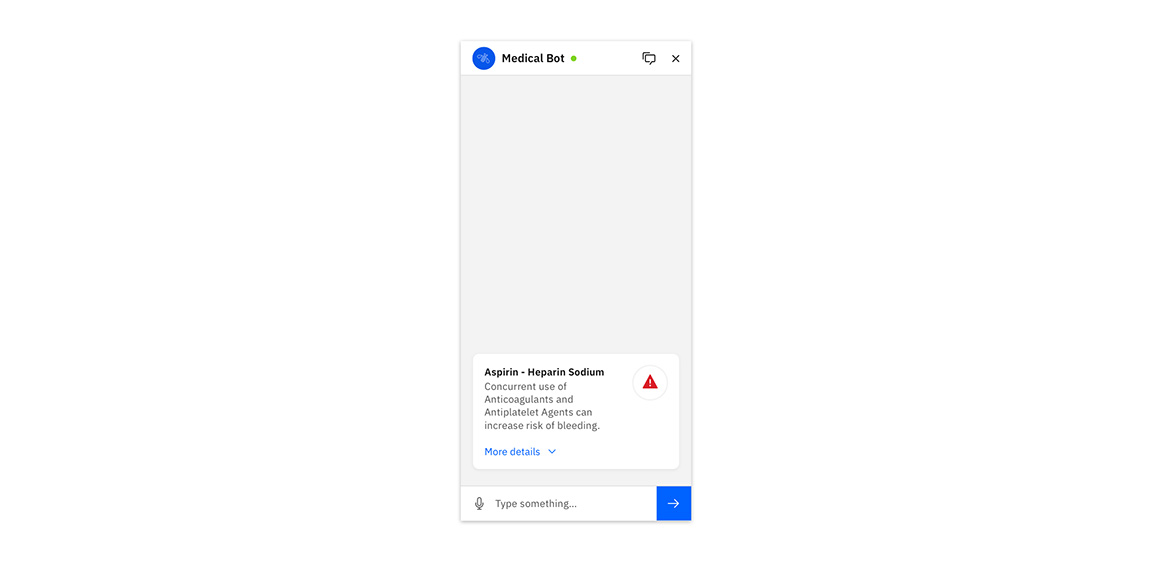 Medical Bot
Aspirin - Heparin Sodium
Concurrent use of
Anticoagulants and
Antiplatelet Agents can
increase risk of bleeding.
More details
Type something...